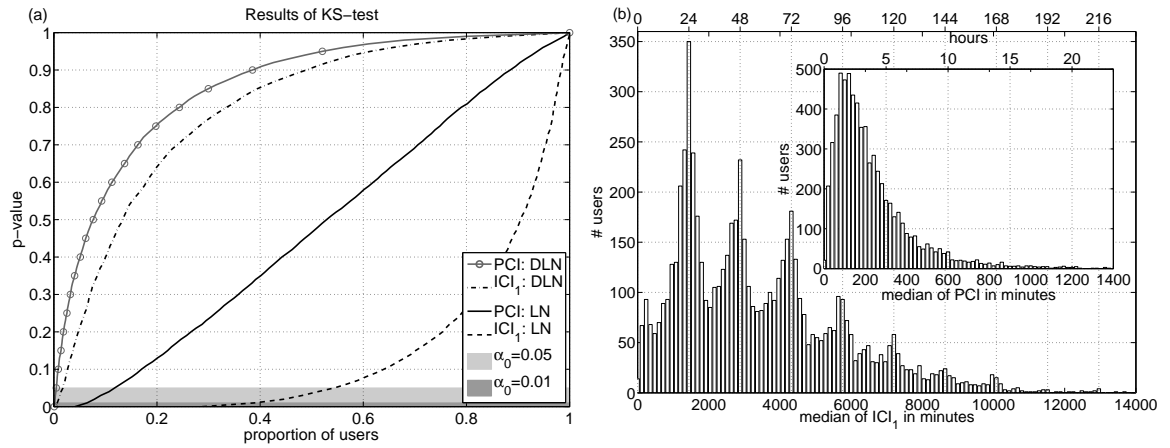 (a)
Results of KS−test
1
0.9
0.8
0.7
0.6
0.5
0.4
0.3
0.2
0.1
0
p−value
0
0.2
0.4
0.6
0.8
1
proportion of users
PCI: DLN
ICI1: DLN
PCI: LN
ICI1: LN
α0=0.05
α0=0.01
(b)
0 24 48 72 96 120 144 168 192 216
hours
350
300
250
200
150
100
50
0
# users
0 2000 4000 6000 8000 10000 12000 14000
median of ICI1 in minutes
0 5 10 15 20
500
400
300
200
100
0
# users
0 200 400 600 800 1000 1200 1400
median of PCI in minutes